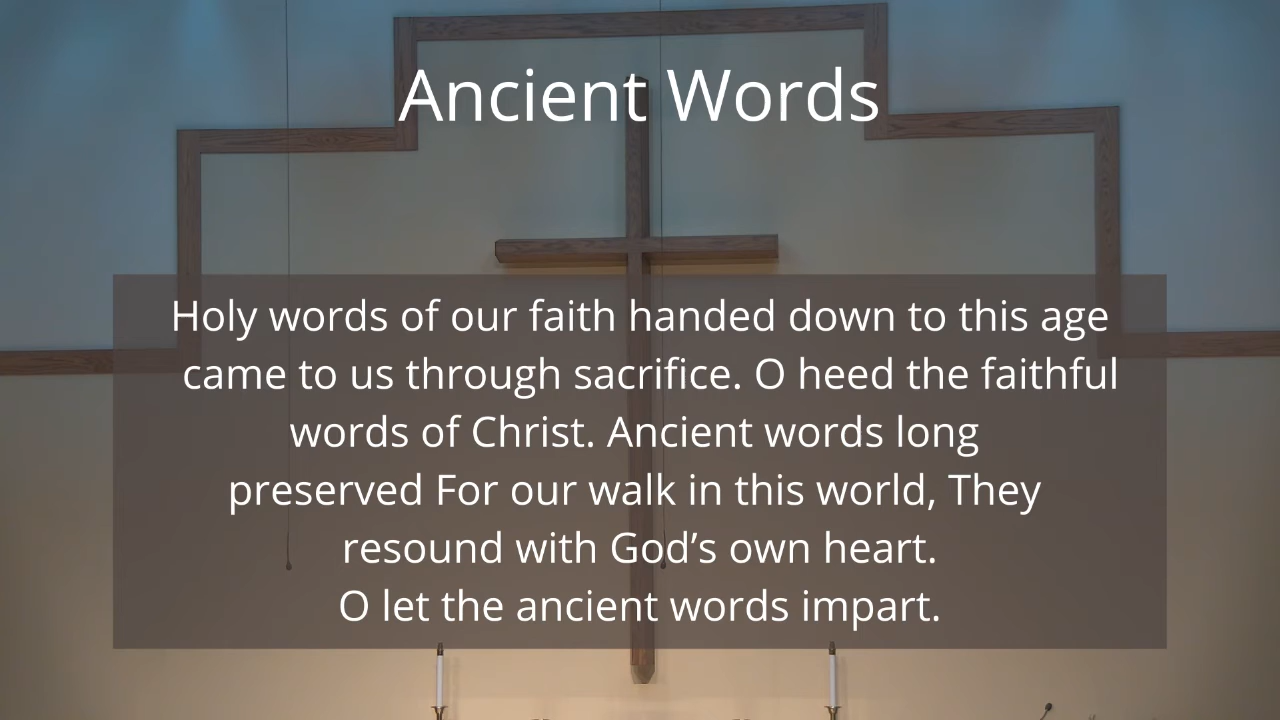 Ancient Words
Holy words of our faith handed down to this age
came to us through sacrifice. O heed the faithful
words of Christ. Ancient words long
preserved For our walk in this world, They
resound with God’s own heart.
O let the ancient words impart.